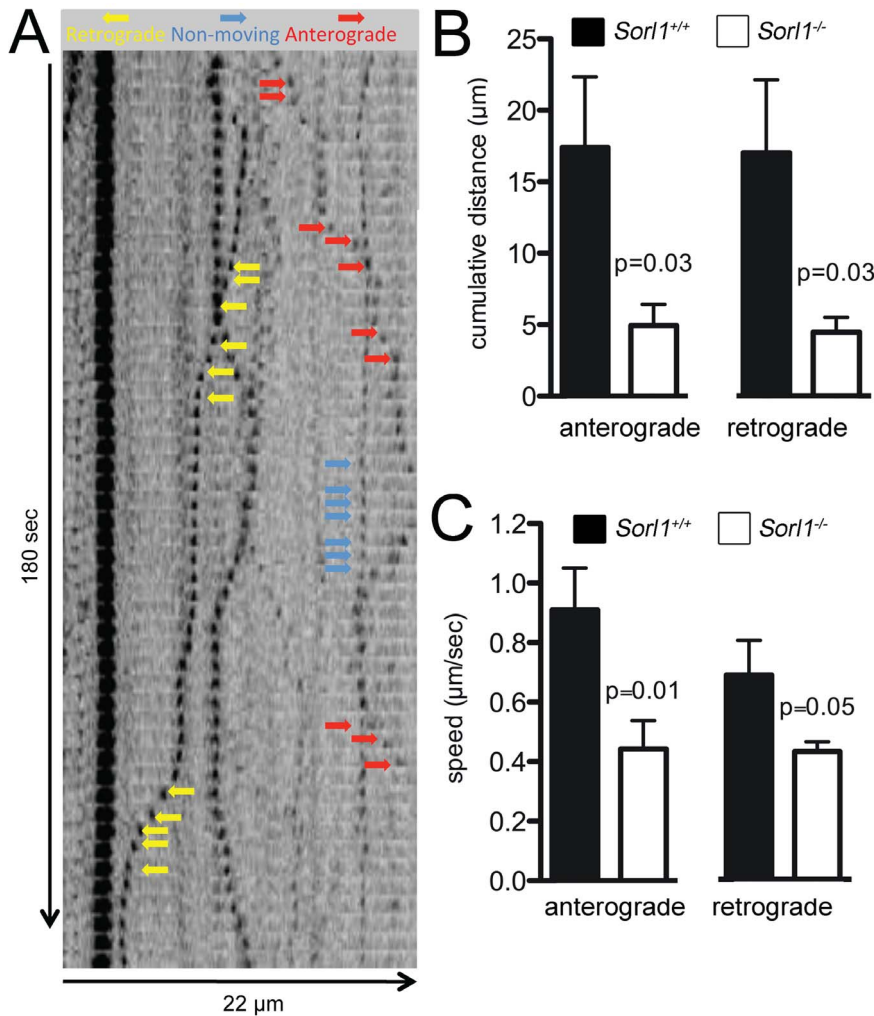 A
Retrograde Non-moving Anterograde
180 sec
22 µm
B
Sorl1+/+ Sorl1-/-
cumulative distance (µm)
25
20
15
10
5
0
p=0.03
p=0.03
anterograde retrograde
C
Sorl1+/+ Sorl1-/-
speed (µm/sec)
1.2
1.0
0.8
0.6
0.4
0.2
0.0
p=0.01
p=0.05
anterograde retrograde